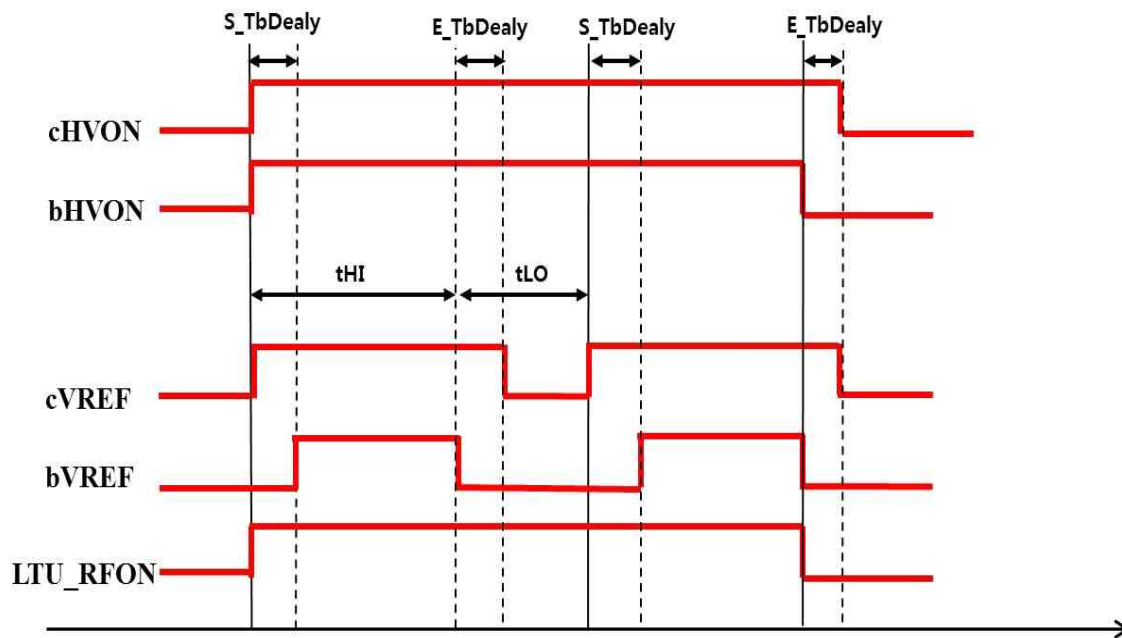 S_TbDealy
E_TbDealy
S_TbDealy
E_TbDealy
cHVON
bHVON
tHI
tLO
cVREF
bVREF
LTU_RFON